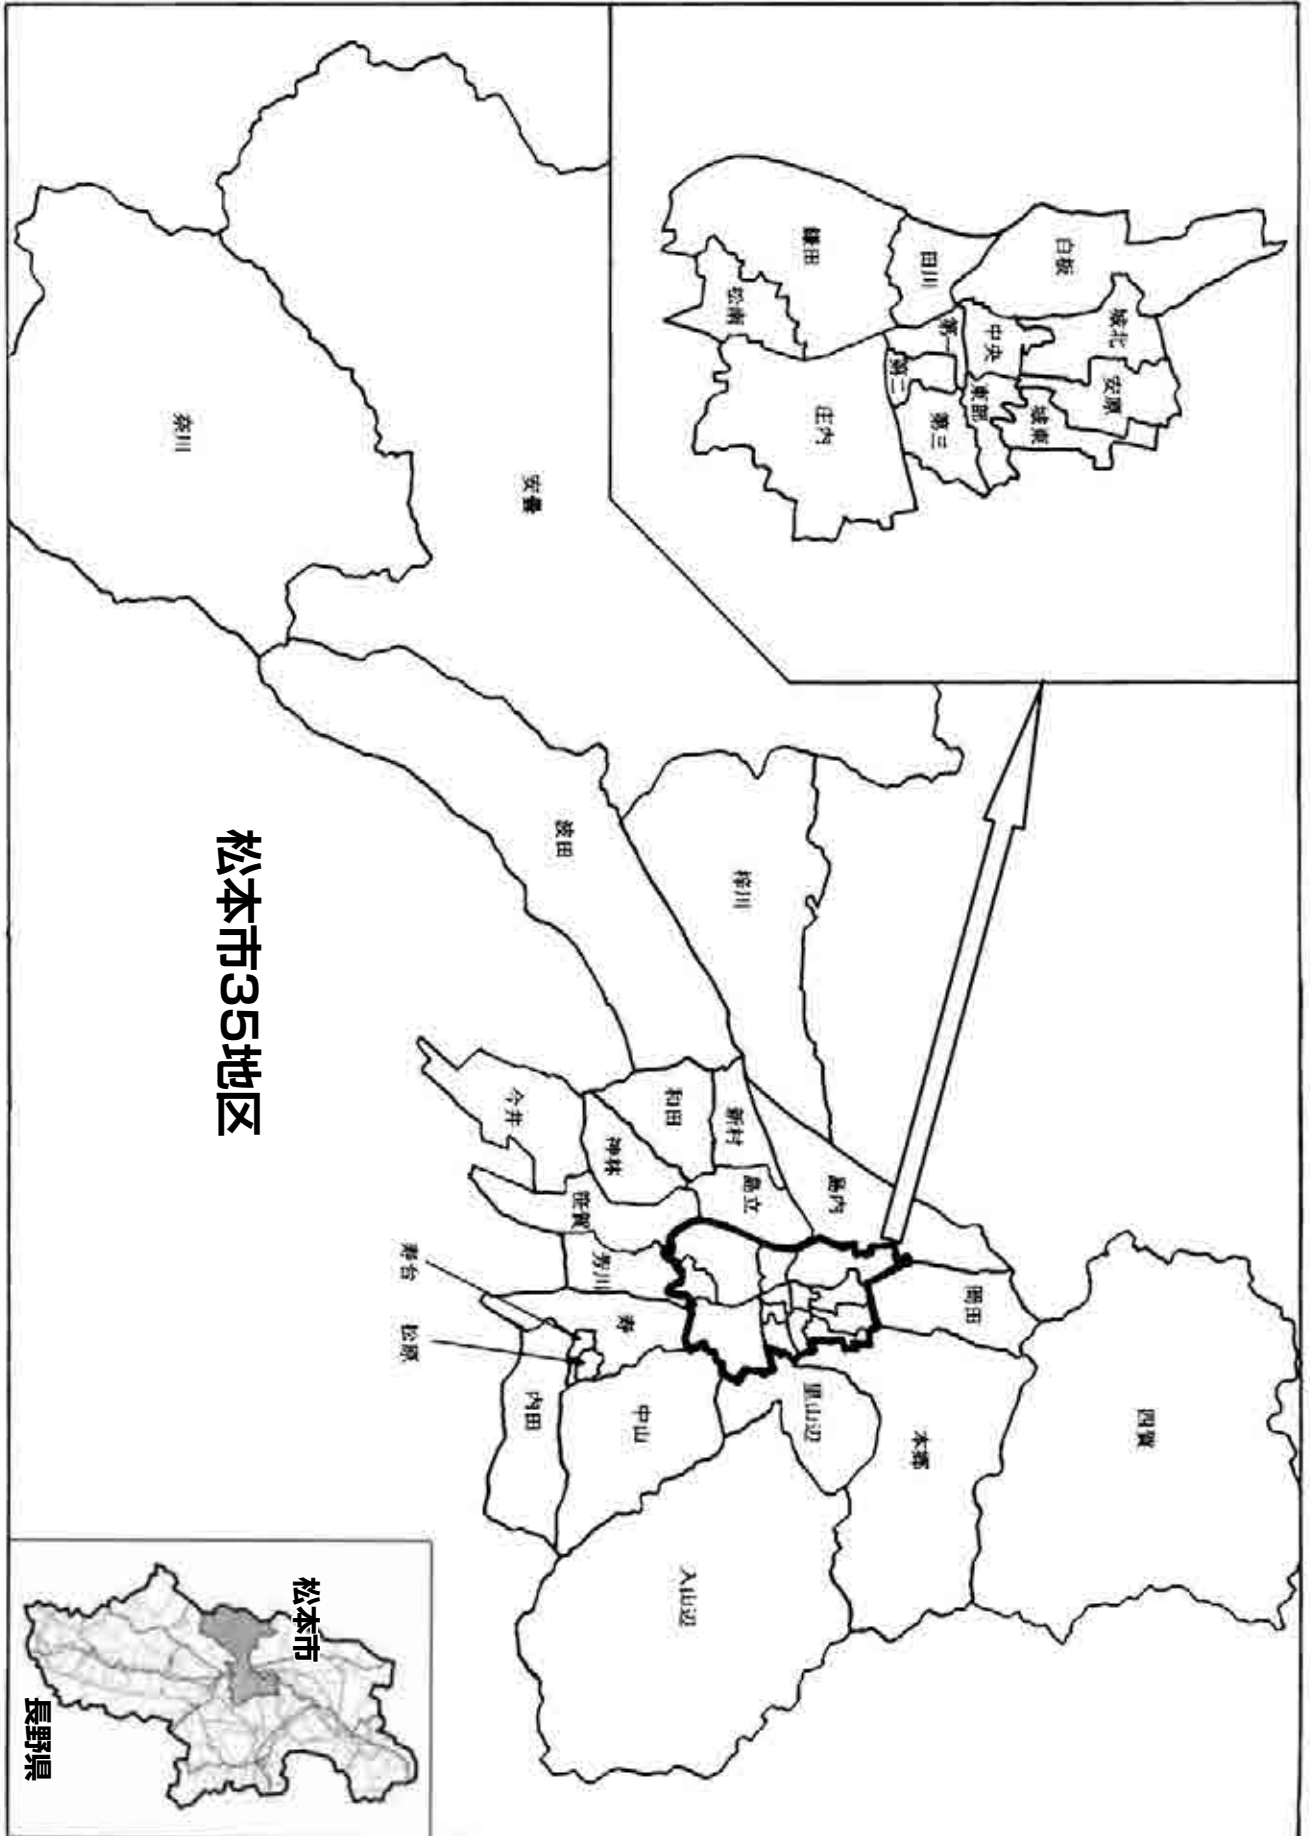 白板
城北
安原
田川
中央
城東
鎌田
第一
東部
第二
第三
松南
庄内
四賀
岡田
本郷
島内
梓川
里山辺
入山辺
安曇
新村
島立
和田
神林
波田
笹賀
芳川
寿
中山
今井
内田
寿台
松原
奈川
松本市35地区
松本市
長野県